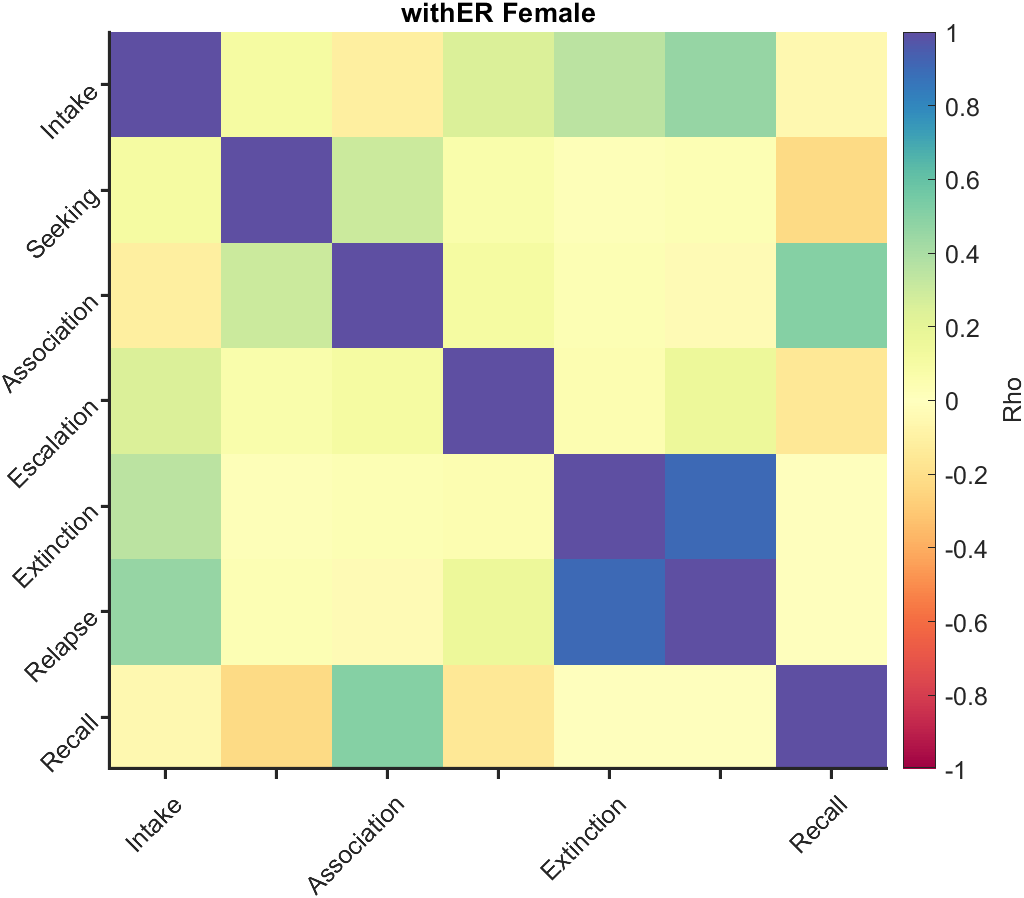 withER Female
Intake
Seeking
Association
Escalation
Extinction
Relapse
Recall
Intake
Association
Extinction
Recall
1
0.8
0.6
0.4
0.2
0
-0.2
-0.4
-0.6
-0.8
-1
Rho